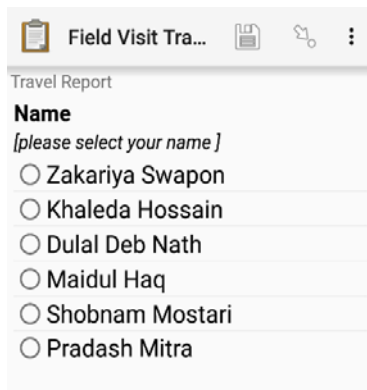 Field Visit Tra...
Travel Report
Name
[please select your name ]
Zakariya Swapon
Khaleda Hossain
Dulal Deb Nath
Maidul Haq
Shobnam Mostari
Pradash Mitra